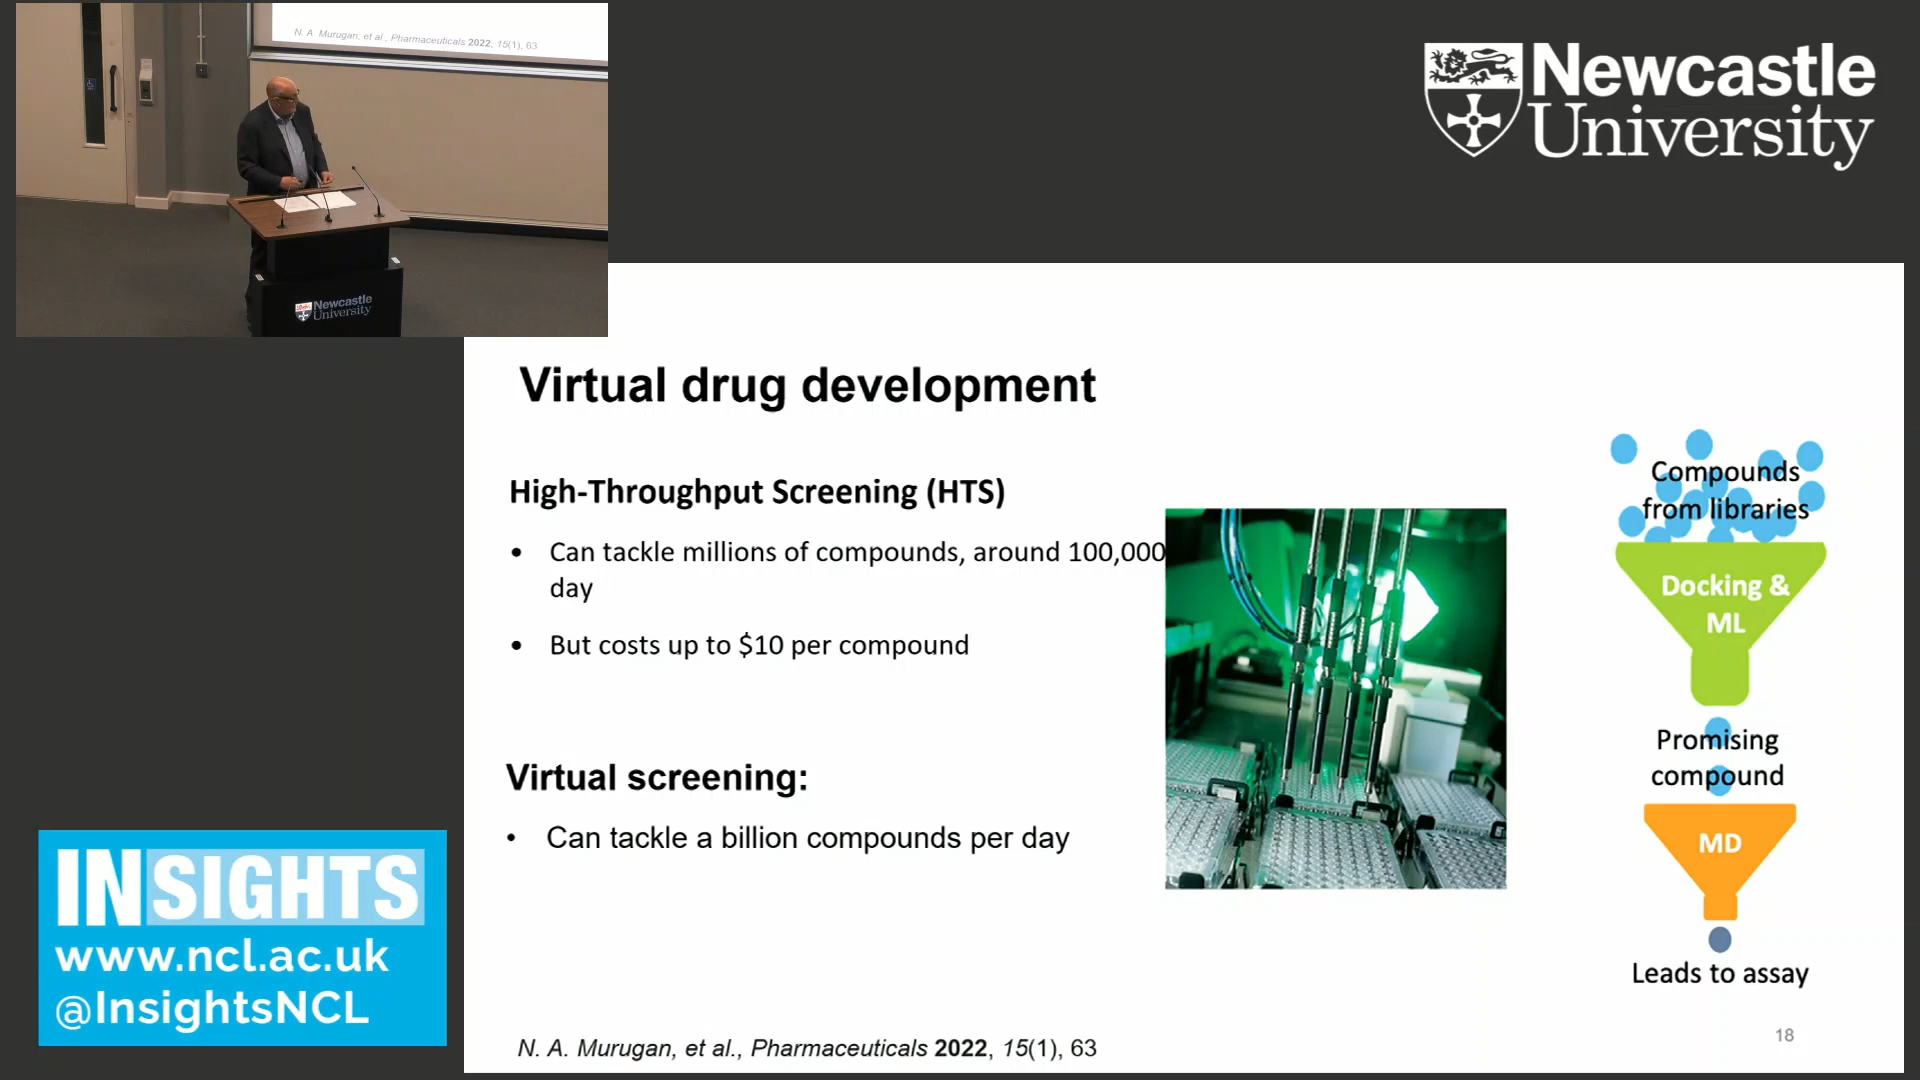 N. A. Murugan, et al., Pharmaceuticals 2022, 15(1), 63
Newcastle
University
Newcastle
University
Virtual drug development
High-Throughput Screening (HTS)
• Can tackle millions of compounds, around 100,000
day
• But costs up to $10 per compound
Virtual screening:
• Can tackle a billion compounds per day
Compounds
from libraries
Docking &
ML
Promising
compound
MD
Leads to assay
INSIGHTS
www.ncl.ac.uk
@InsightsNCL
N. A. Murugan, et al., Pharmaceuticals 2022, 15(1), 63
18